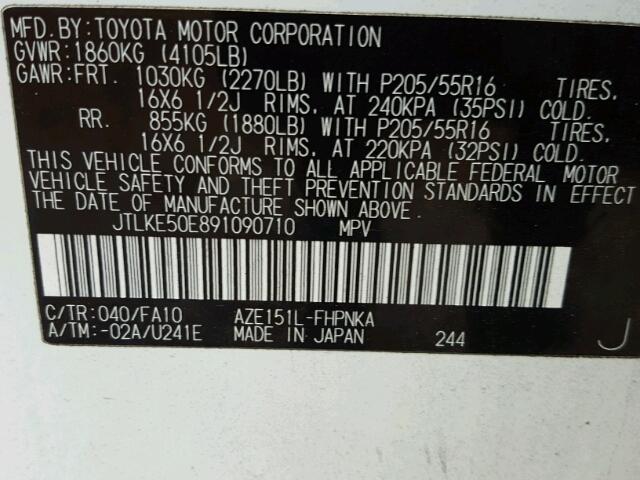 MFD.BY:TOYOTA MOTOR CORPORATION
GVWR:1860KG (4105LB)
GAWR:FRT. 1030KG (2270LB) WITH P205/55R16 TIRES,
16X6 1/2J RIMS, AT 240KPA (35PSI) COLD.
RR. 855KG (1880LB) WITH P205/55R16 TIRES,
16X6 1/2J RIMS, AT 220KPA (32PSI) COLD.
THIS VEHICLE CONFORMS TO ALL APPLICABLE FEDERAL MOTOR
VEHICLE SAFETY AND THEFT PREVENTION STANDARDS IN EFFECT
THE DATE OF MANUFACTURE SHOWN ABOVE.
JTLKE50E891090710 MPV
C/TR:040/FA10 AZE151L-FHPNKA
A/TM:-02A/U241E MADE IN JAPAN 244 J